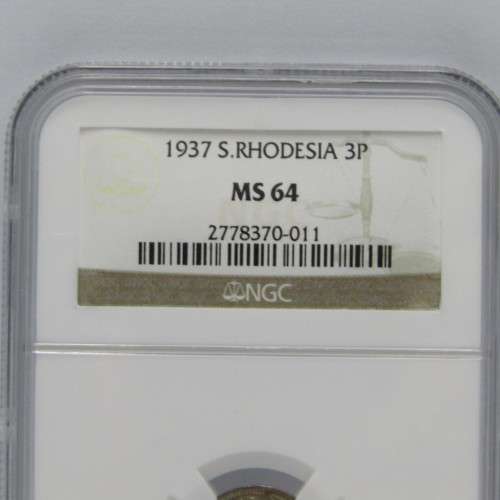 1937 S.RHODESIA 3P
MS 64
2778370-011
NGC